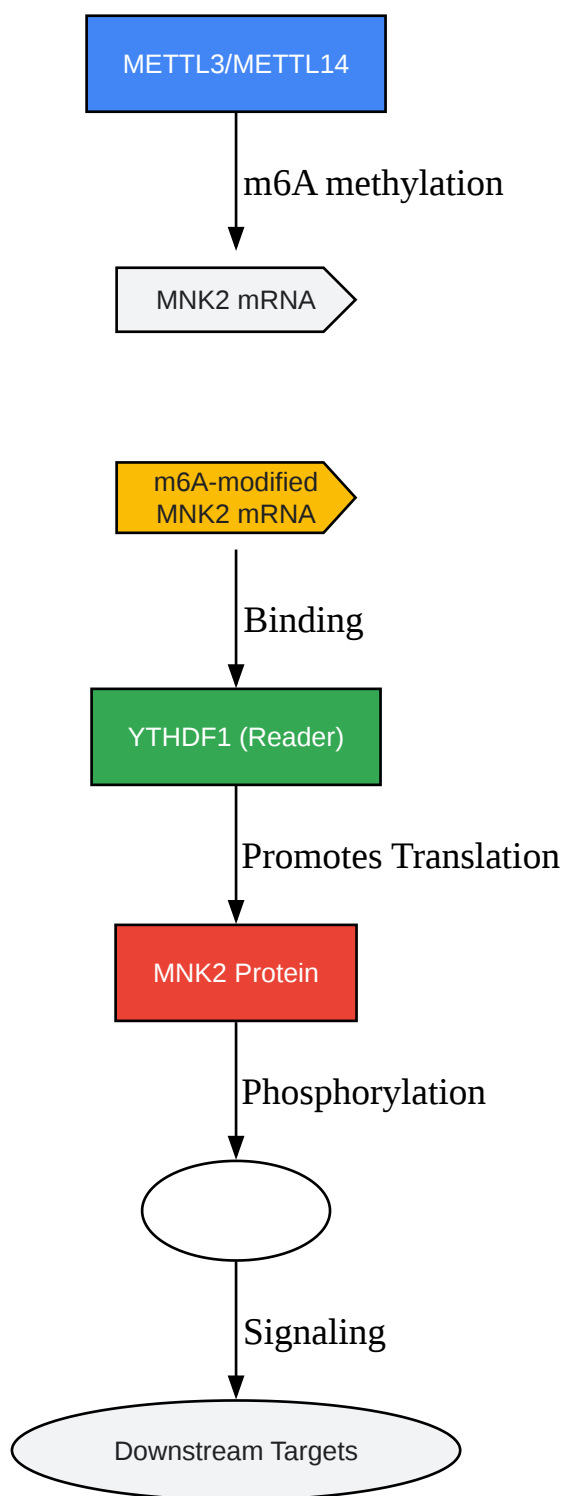 METTL3/METTL14
m6A methylation
MNK2 mRNA
m6A-modified
MNK2 mRNA
Binding
YTHDF1 (Reader)
Promotes Translation
MNK2 Protein
Phosphorylation
Signaling
Downstream Targets